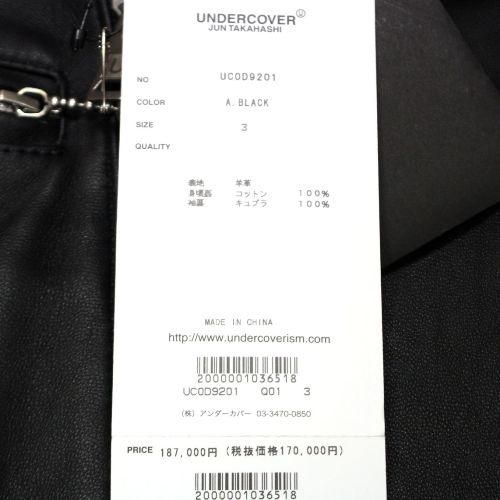 UNDERCOVER Ⓤ
JUN TAKAHASHI
NO UC0D9201
COLOR A.BLACK
SIZE 3
QUALITY
表地 羊革
身頃裏 コットン 100%
袖裏 キュプラ 100%
MADE IN CHINA
http://www.undercoverism.com
2000001036518
UC0D9201 Q01 3
(株) アンダーカバー 03-3470-0850
PRICE 187,000円 (税抜価格170,000円)
2000001036518